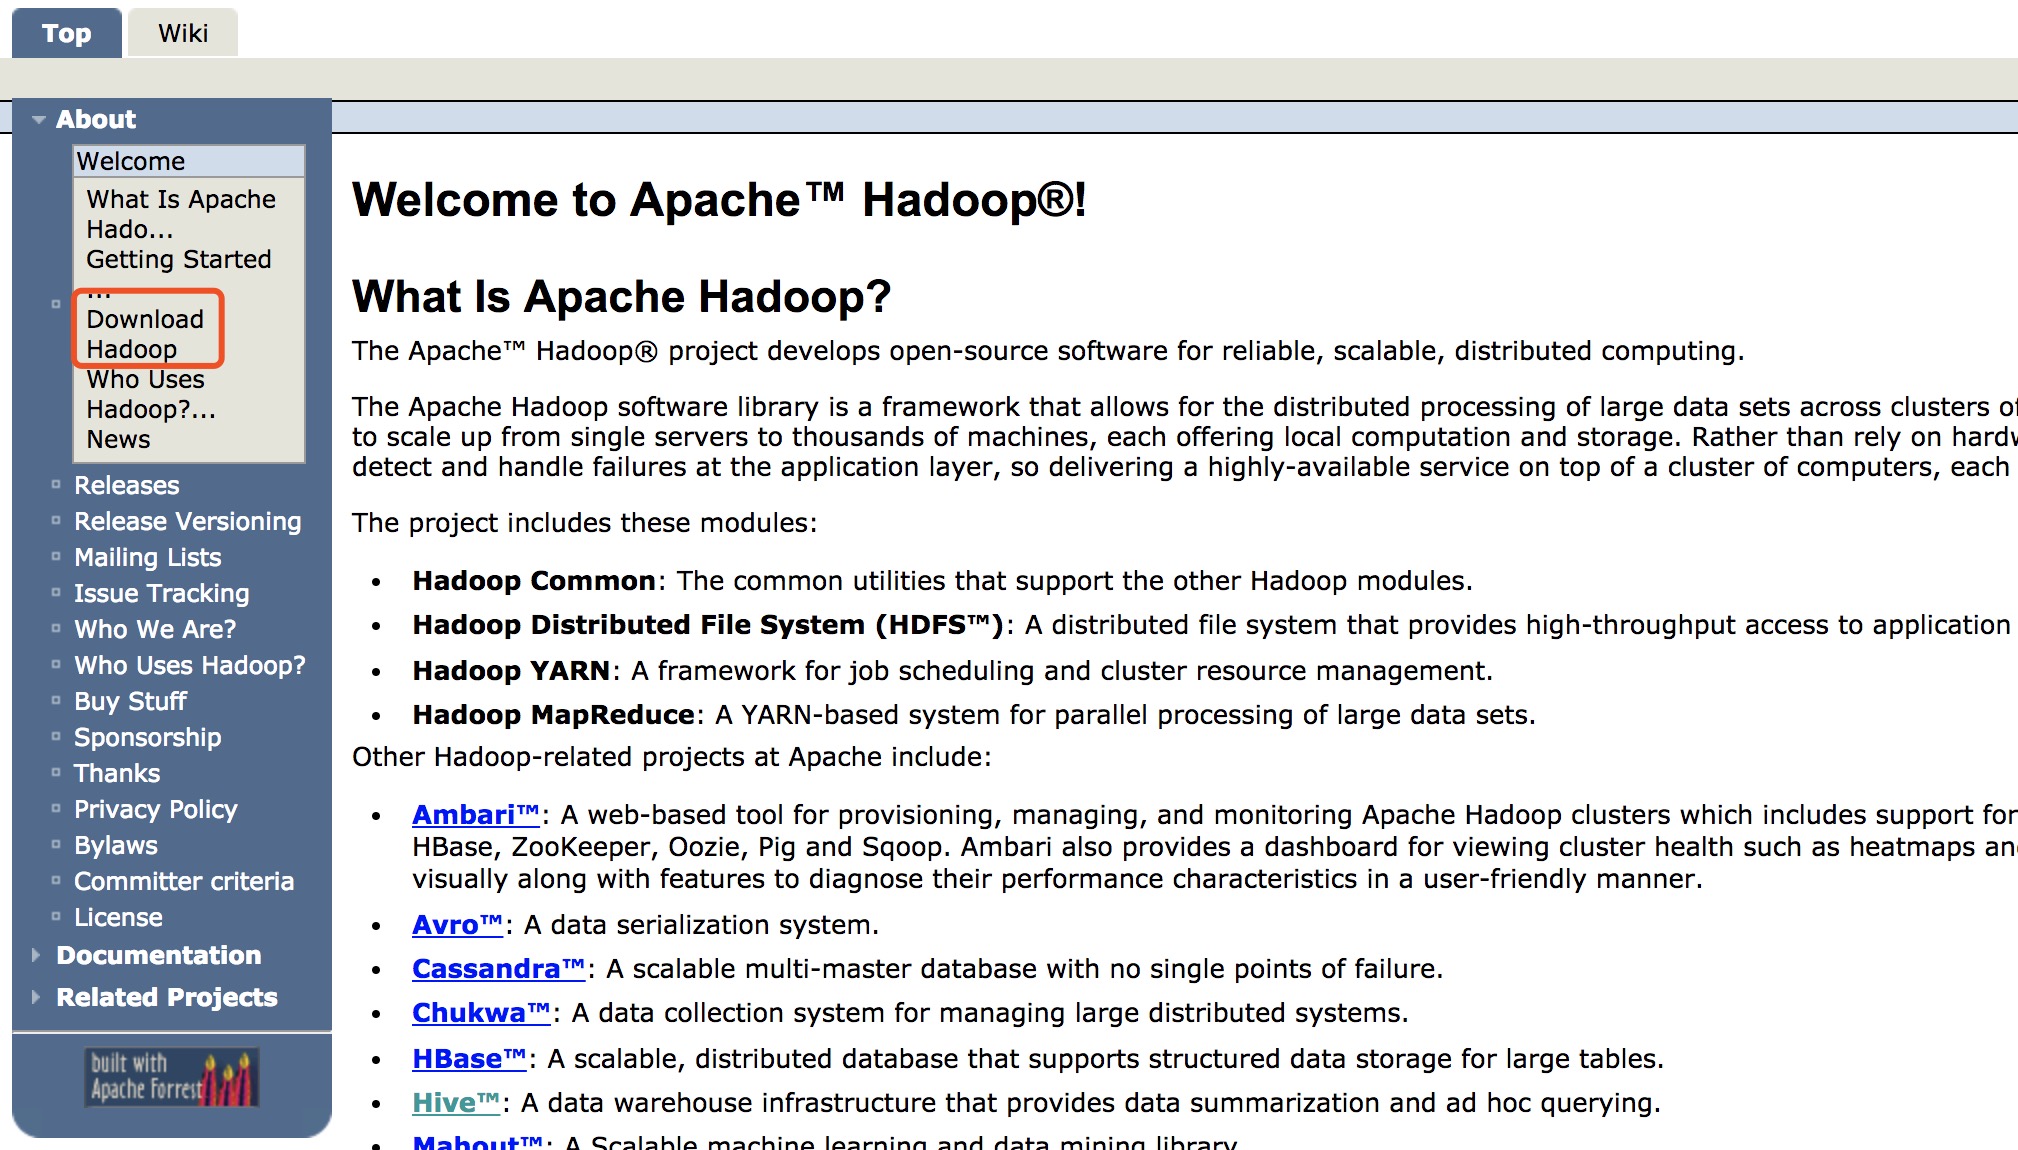 Top
Wiki
About
Welcome
What Is Apache
Hado...
Getting Started
...
Download
Hadoop
Who Uses
Hadoop?...
News
Releases
Release Versioning
Mailing Lists
Issue Tracking
Who We Are?
Who Uses Hadoop?
Buy Stuff
Sponsorship
Thanks
Privacy Policy
Bylaws
Committer criteria
License
Documentation
Related Projects
built with
Apache Forrest
Welcome to Apache™ Hadoop®!
What Is Apache Hadoop?
The Apache™ Hadoop® project develops open-source software for reliable, scalable, distributed computing.
The Apache Hadoop software library is a framework that allows for the distributed processing of large data sets across clusters of
to scale up from single servers to thousands of machines, each offering local computation and storage. Rather than rely on
detect and handle failures at the application layer, so delivering a highly-available service on top of a cluster of computers, each
The project includes these modules:
• Hadoop Common: The common utilities that support the other Hadoop modules.
• Hadoop Distributed File System (HDFS™): A distributed file system that provides high-throughput access to application
• Hadoop YARN: A framework for job scheduling and cluster resource management.
• Hadoop MapReduce: A YARN-based system for parallel processing of large data sets.
Other Hadoop-related projects at Apache include:
• Ambari™: A web-based tool for provisioning, managing, and monitoring Apache Hadoop clusters which includes support for
HBase, ZooKeeper, Oozie, Pig and Sqoop. Ambari also provides a dashboard for viewing cluster health such as heatmaps
visually along with features to diagnose their performance characteristics in a user-friendly manner.
• Avro™: A data serialization system.
• Cassandra™: A scalable multi-master database with no single points of failure.
• Chukwa™: A data collection system for managing large distributed systems.
• HBase™: A scalable, distributed database that supports structured data storage for large tables.
• Hive™: A data warehouse infrastructure that provides data summarization and ad hoc querying.
• Mahout™: A Scalable machine learning and data mining library.